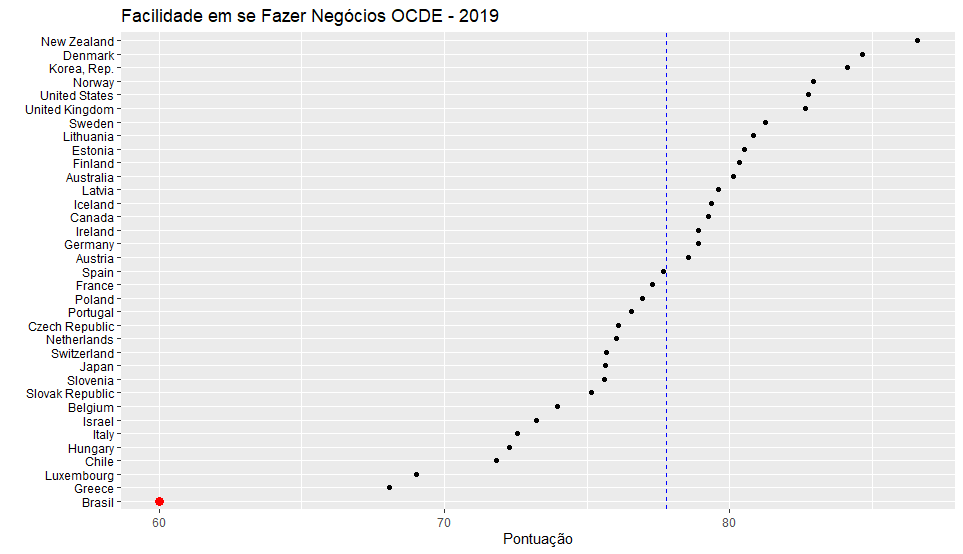 Facilidade em se Fazer Negócios OCDE - 2019
New Zealand
Denmark
Korea, Rep.
Norway
United States
United Kingdom
Sweden
Lithuania
Estonia
Finland
Australia
Latvia
Iceland
Canada
Ireland
Germany
Austria
Spain
France
Poland
Portugal
Czech Republic
Netherlands
Switzerland
Japan
Slovenia
Slovak Republic
Belgium
Israel
Italy
Hungary
Chile
Luxembourg
Greece
Brasil
60 70 80
Pontuação